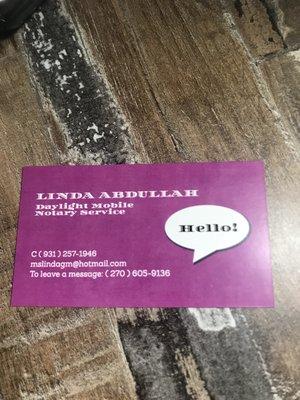 LINDA ABDULLAH
Daylight Mobile
Notary Service
Hello!
C ( 931 ) 257-1946
mslindagm@hotmail.com
To leave a message: ( 270 ) 605-9136